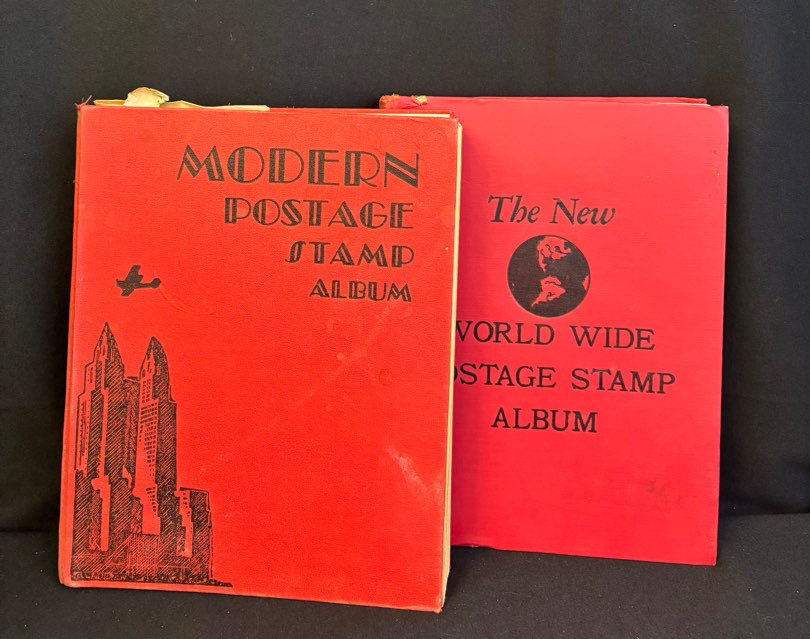 MODERN
POSTAGE
STAMP
ALBUM
The New
WORLD WIDE
POSTAGE STAMP
ALBUM